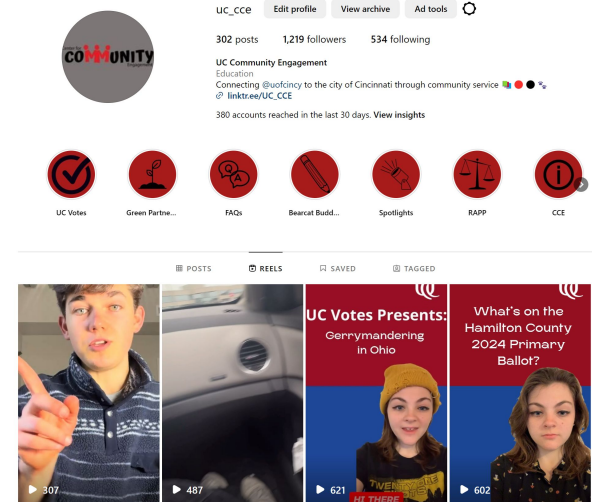 uc_cce Edit profile View archive Ad tools
302 posts 1,219 followers 534 following
UC Community Engagement
Education
Connecting @uofcincy to the city of Cincinnati through community service
linktr.ee/UC_CCE
380 accounts reached in the last 30 days. View insights
COMMUNITY
Q A
UC Votes Green Partne... FAQs Bearcat Budd... Spotlights RAPP CCE
POSTS REELS SAVED TAGGED
UC Votes Presents:
Gerrymandering
in Ohio
What's on the
Hamilton County
2024 Primary
Ballot?
HI THERE
307 487 621 602